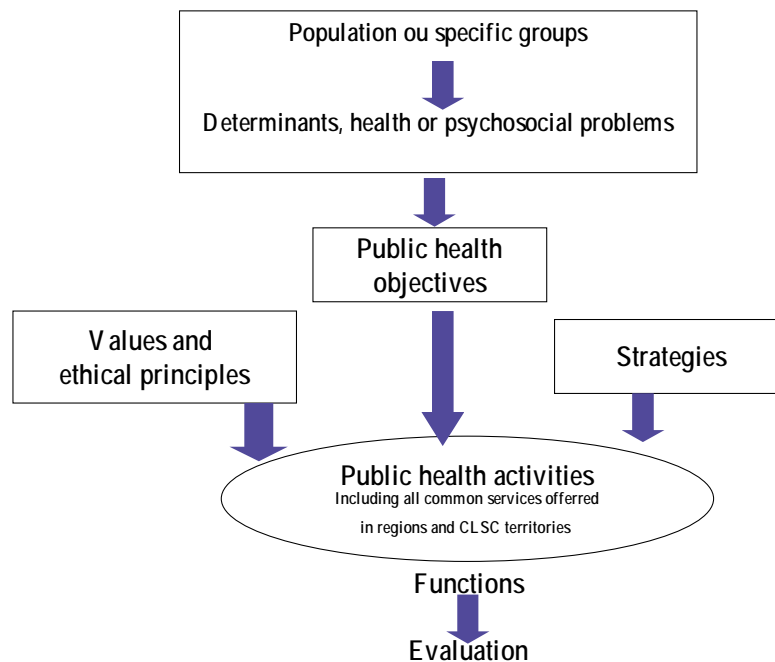 Population ou specific groups
Determinants, health or psychosocial problems
Public health
objectives
Values and
ethical principles
Strategies
Public health activities
Including all common services offerred
in regions and CLSC territories
Functions
Evaluation